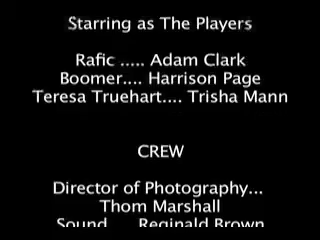 Starring as The Players
Rafic ..... Adam Clark
Boomer.... Harrison Page
Teresa Truehart.... Trisha Mann
CREW
Director of Photography...
Thom Marshall
Sound..... Reginald Brown